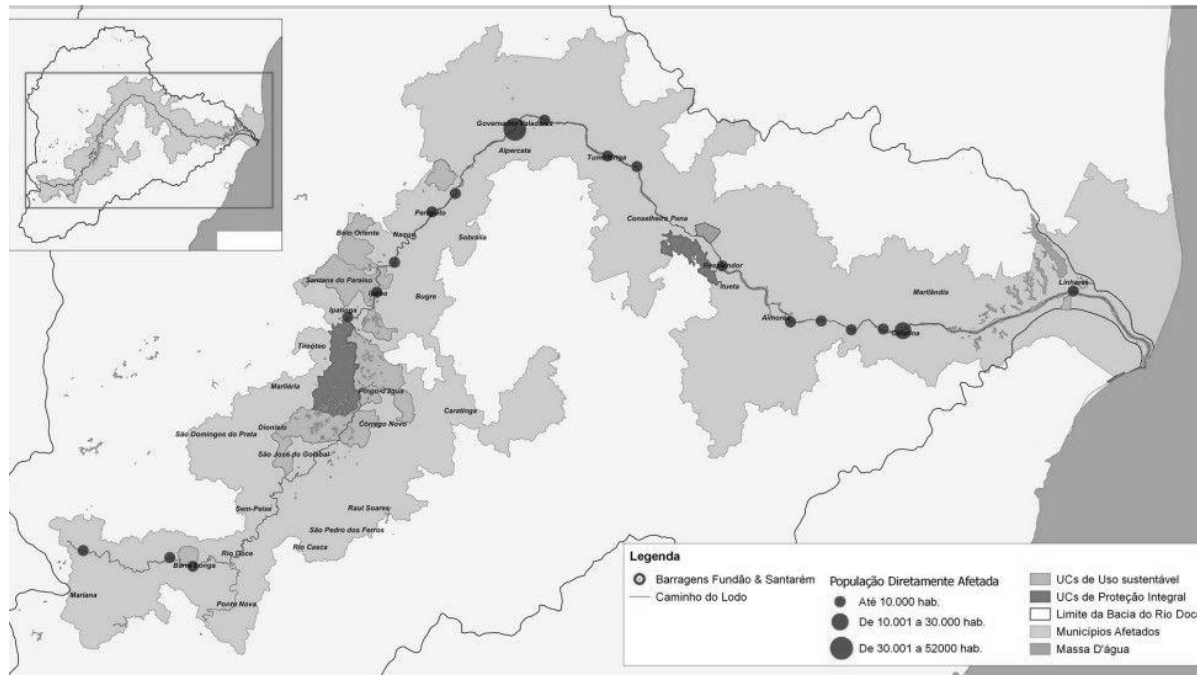 Governador Valadares
Alpercata
Tumiritinga
Periquito
Conselheiro Pena
Belo Oriente
Naque
Sobrália
Resplendor
Santana do Paraíso
Itueta
Linhares
Bugre
Marilândia
Ipatinga
Aimorés
Colatina
Timóteo
Marliéria
Pingo-d'água
Caratinga
Dionísio
Córrego Novo
São Domingos do Prata
São José do Goiabal
Sem-Peixe
Raul Soares
São Pedro dos Ferros
Rio Casca
Rio Doce
Barra Longa
Mariana
Ponte Nova
Legenda
Barragens Fundão & Santarém
Caminho do Lodo
População Diretamente Afetada
Até 10.000 hab.
De 10.001 a 30.000 hab.
De 30.001 a 52000 hab.
UCs de Uso sustentável
UCs de Proteção Integral
Limite da Bacia do Rio Doce
Municípios Afetados
Massa D'água